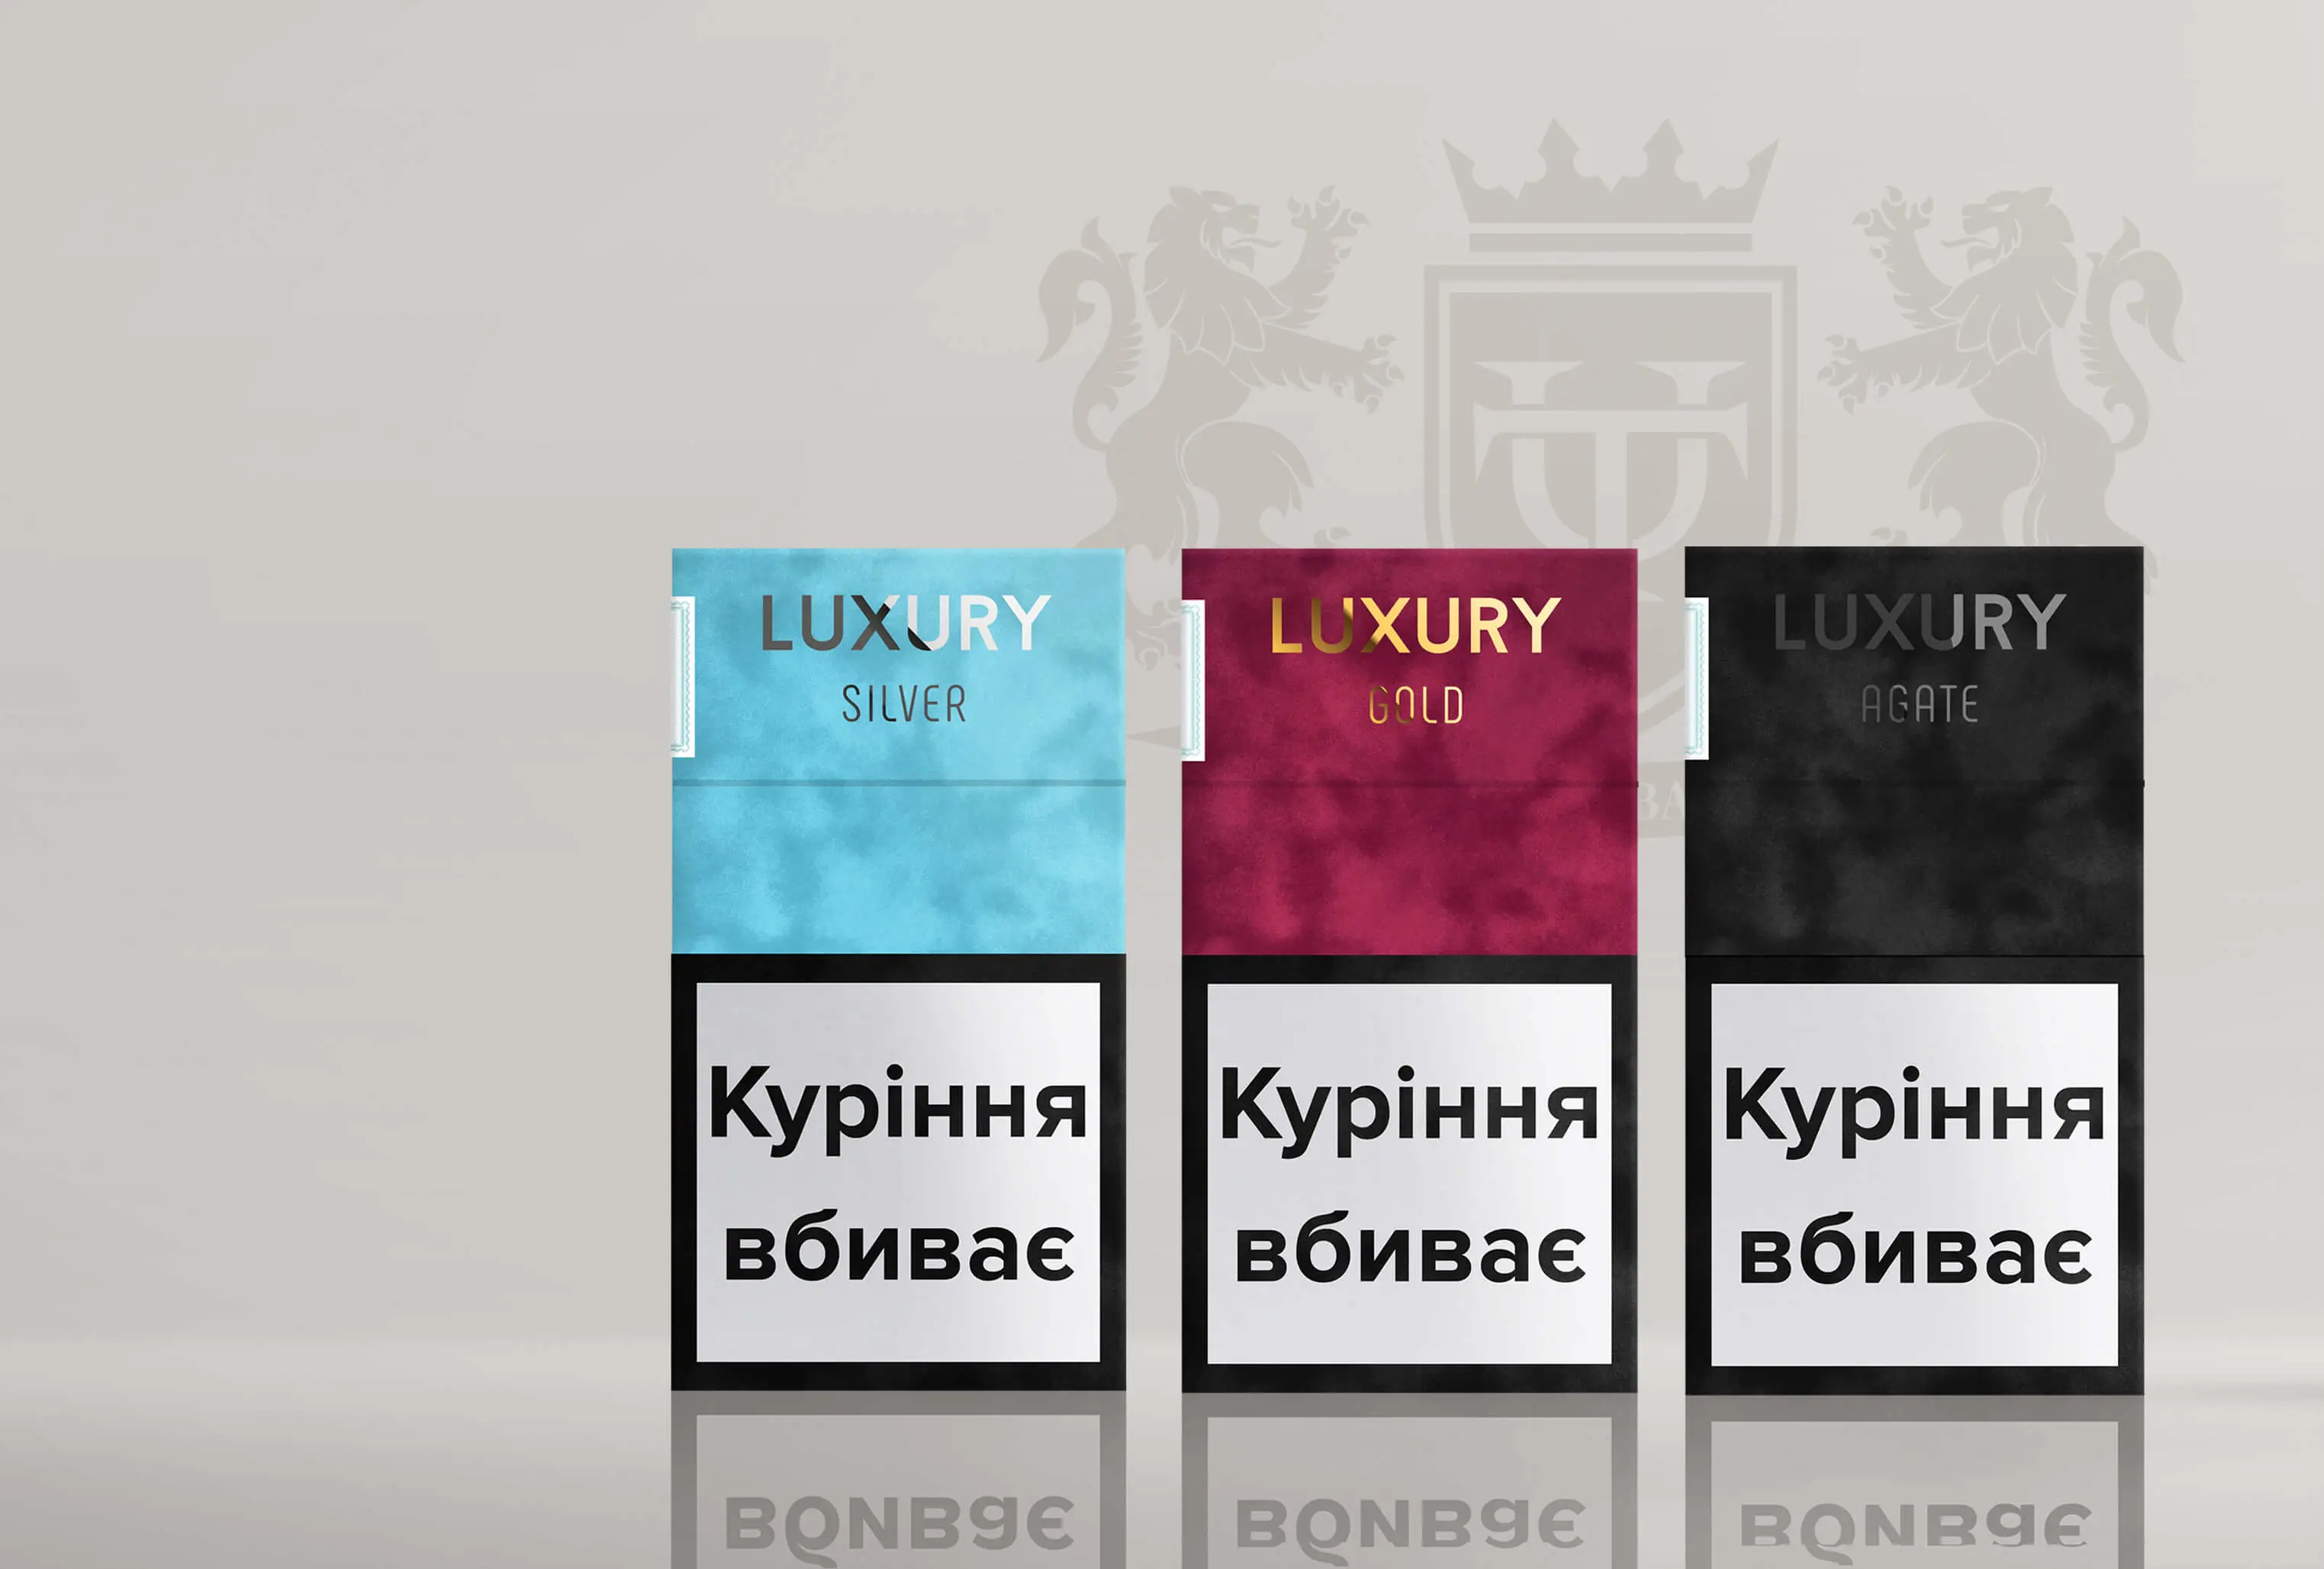 LUXURY
SILVER
Куріння
вбиває
LUXURY
GOLD
Куріння
вбиває
LUXURY
AGATE
Куріння
вбиває